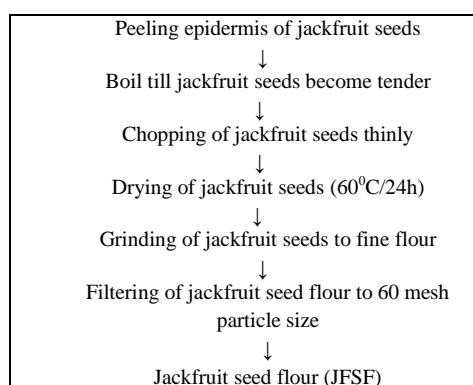 Peeling epidermis of jackfruit seeds
↓
Boil till jackfruit seeds become tender
↓
Chopping of jackfruit seeds thinly
↓
Drying of jackfruit seeds (60⁰C/24h)
↓
Grinding of jackfruit seeds to fine flour
↓
Filtering of jackfruit seed flour to 60 mesh
particle size
↓
Jackfruit seed flour (JFSF)